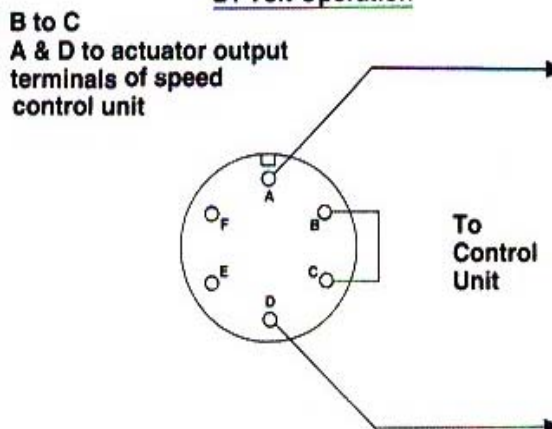 B to C
A & D to actuator output
terminals of speed
control unit
A
F
B
To
Control
Unit
E
C
D